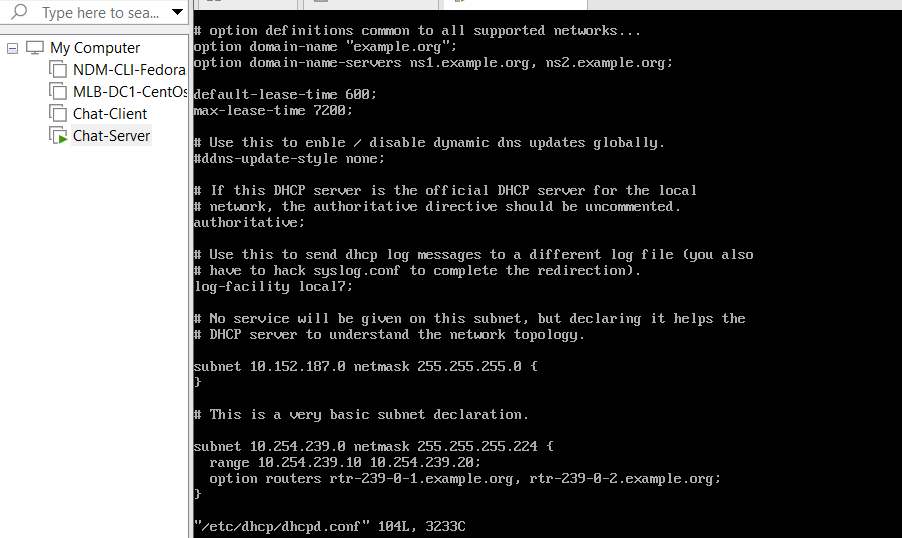 Type here to sea...
My Computer
NDM-CLI-Fedora
MLB-DC1-CentOs
Chat-Client
Chat-Server
# option definitions common to all supported networks...
option domain-name "example.org";
option domain-name-servers ns1.example.org, ns2.example.org;
default-lease-time 600;
max-lease-time 7200;
# Use this to enble / disable dynamic dns updates globally.
#ddns-update-style none;
# If this DHCP server is the official DHCP server for the local
# network, the authoritative directive should be uncommented.
authoritative;
# Use this to send dhcp log messages to a different log file (you also
# have to hack syslog.conf to complete the redirection).
log-facility local7;
# No service will be given on this subnet, but declaring it helps the
# DHCP server to understand the network topology.
subnet 10.152.187.0 netmask 255.255.255.0 {
}
# This is a very basic subnet declaration.
subnet 10.254.239.0 netmask 255.255.255.224 {
range 10.254.239.10 10.254.239.20;
option routers rtr-239-0-1.example.org, rtr-239-0-2.example.org;
}
"/etc/dhcp/dhcpd.conf" 104L, 3233C